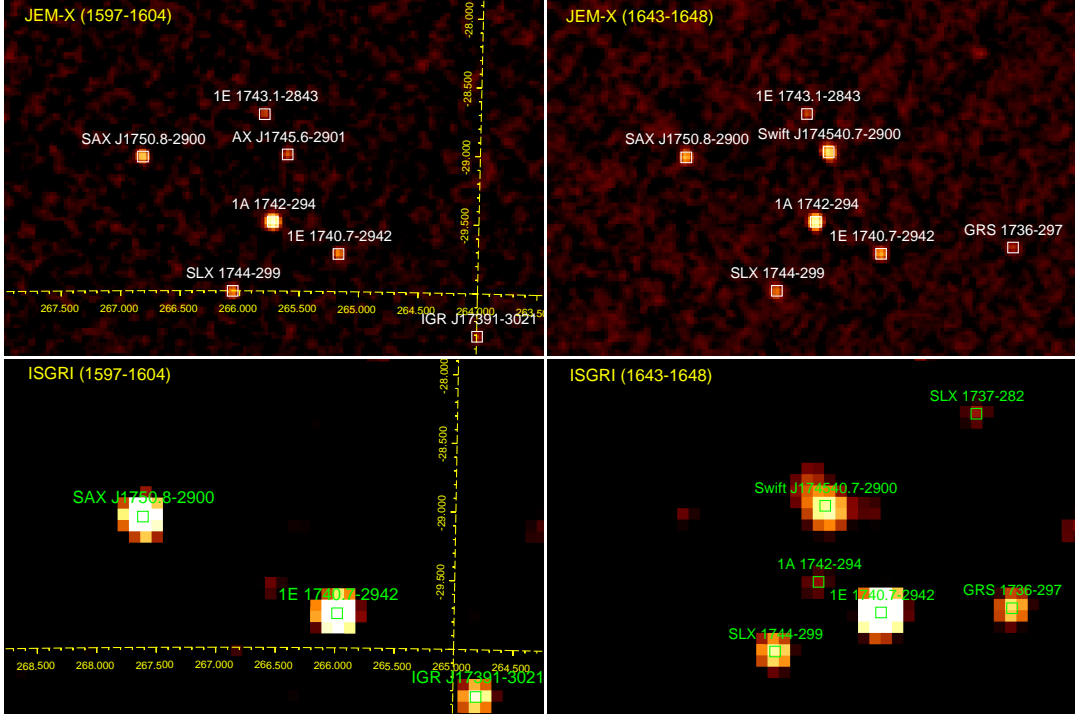 JEM-X (1597-1604)
-28.000
-28.500
1E 1743.1-2843
SAX J1750.8-2900
AX J1745.6-2901
-29.000
1A 1742-294
-29.500
1E 1740.7-2942
SLX 1744-299
267.500
267.000
266.500
266.000
265.500
265.000
264.500
264.000
IGR J17391-3021
JEM-X (1643-1648)
1E 1743.1-2843
SAX J1750.8-2900
Swift J174540.7-2900
1A 1742-294
GRS 1736-297
1E 1740.7-2942
SLX 1744-299
ISGRI (1597-1604)
-28.000
-28.500
SAX J1750.8-2900
-29.000
-29.500
1E 1740.7-2942
268.500
268.000
267.500
267.000
266.500
266.000
265.500
265.000
264.500
IGR J17391-3021
ISGRI (1643-1648)
SLX 1737-282
Swift J174540.7-2900
1A 1742-294
1E 1740.7-2942
GRS 1736-297
SLX 1744-299